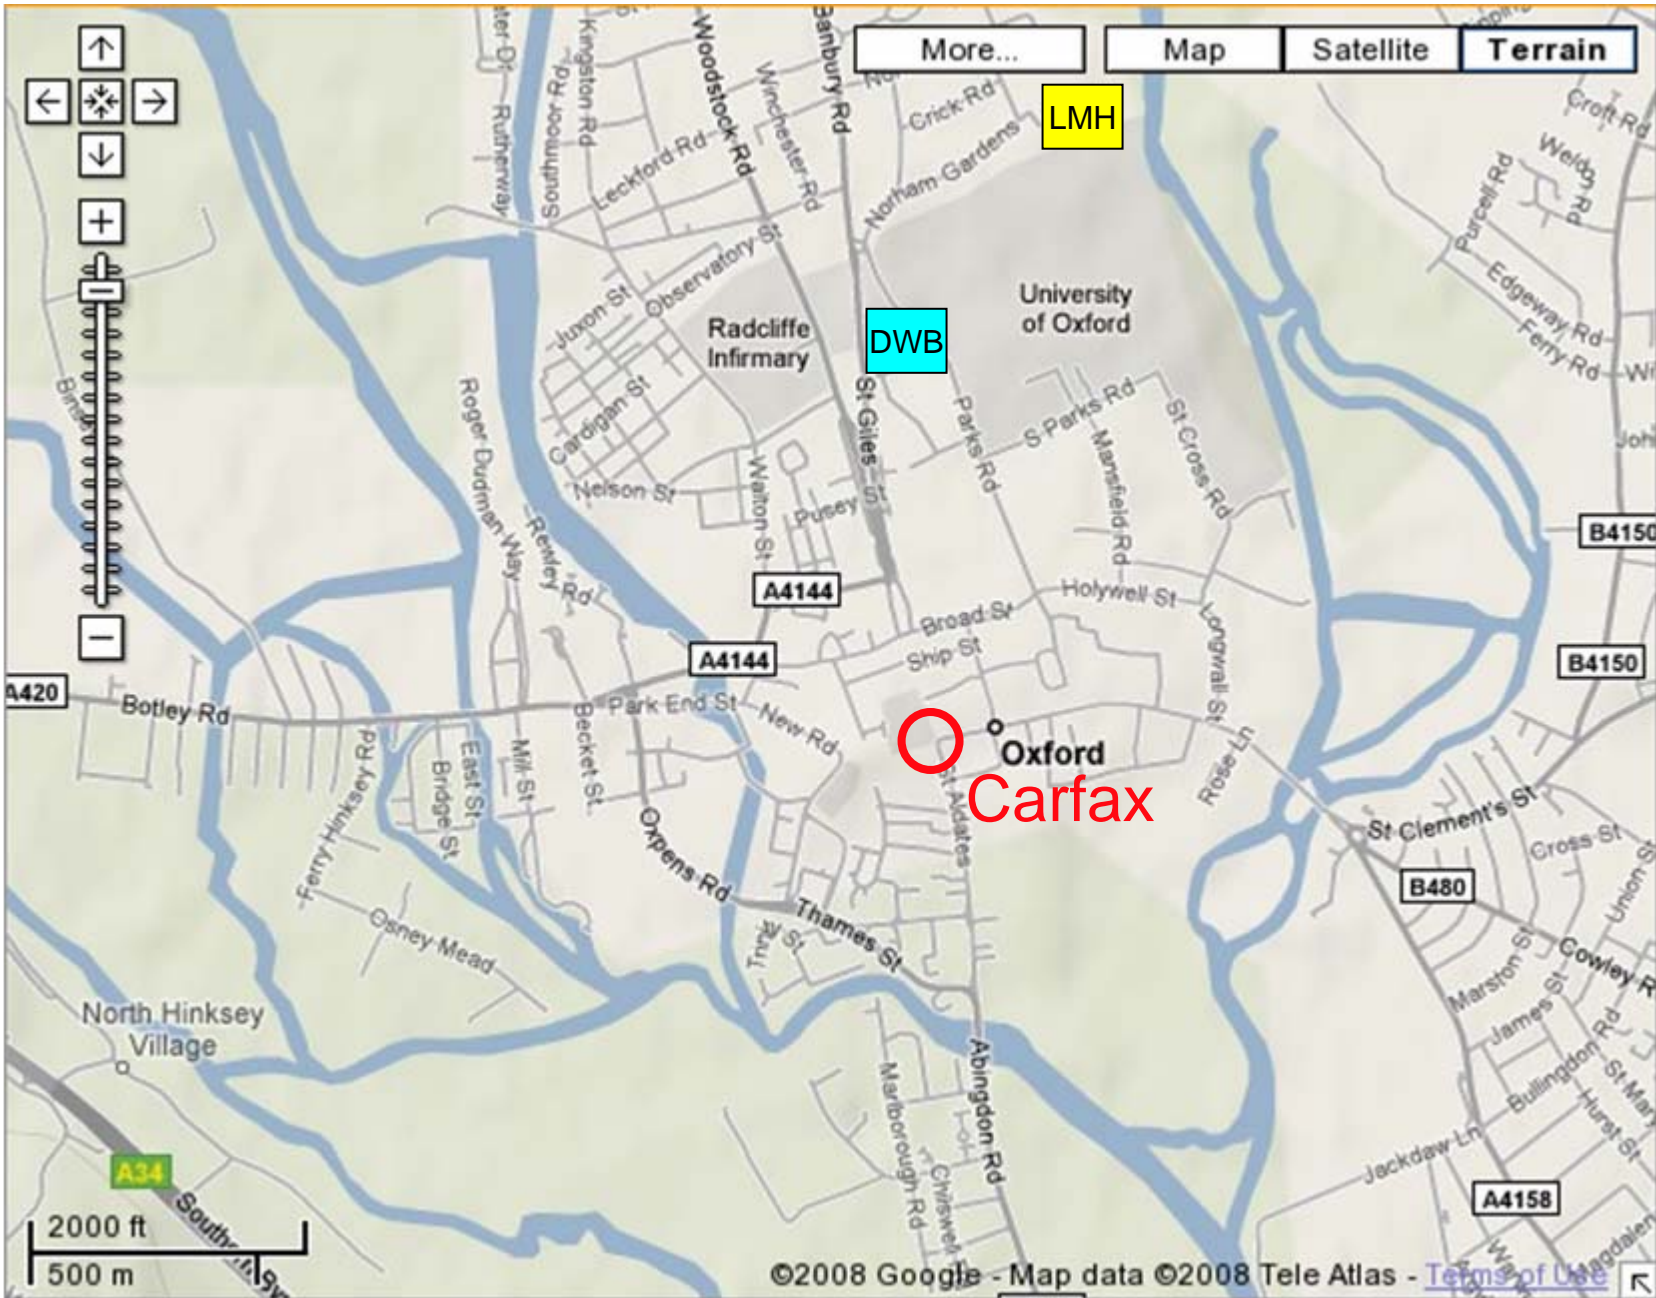 More...
Map
Satellite
Terrain
Kingston Rd
Southmoor Rd
Rutherway
Woodstock Rd
Winchester Rd
Banbury Rd
Crick Rd
LMH
Croft Rd
Weldon Rd
Purcell Rd
Leckford Rd
Norham Gardens
Observatory St
Juxon St
Edgeway Rd
Ferry Rd
University
of Oxford
Radcliffe
Infirmary
DWB
Cardigan St
Roger Dudman Way
St Giles St
Parks Rd
S Parks Rd
Mansfield Rd
St Cross Rd
Nelson St
Walton St
Pusey
Rewley Rd
B4150
A4144
Holywell St
Broad St
Longwall St
Ship St
A4144
B4150
A420
Botley Rd
Park End St
New Rd
Becket St
Mill St
East St
Bridge St
Ferry Hinksey Rd
Oxford
Carfax
Rose Ln
St Aldates
St Clement's St
Cross St
Union St
B480
Oxpens Rd
Thames St
Osney Mead
Cowley R
Marston St
James St
Bullingdon Rd
St Mary
Hurst St
North Hinksey
Village
Abingdon Rd
Marlborough Rd
Jackdaw Ln
A34
A4158
2000 ft
500 m
©2008 Google - Map data ©2008 Tele Atlas - Terms of Use